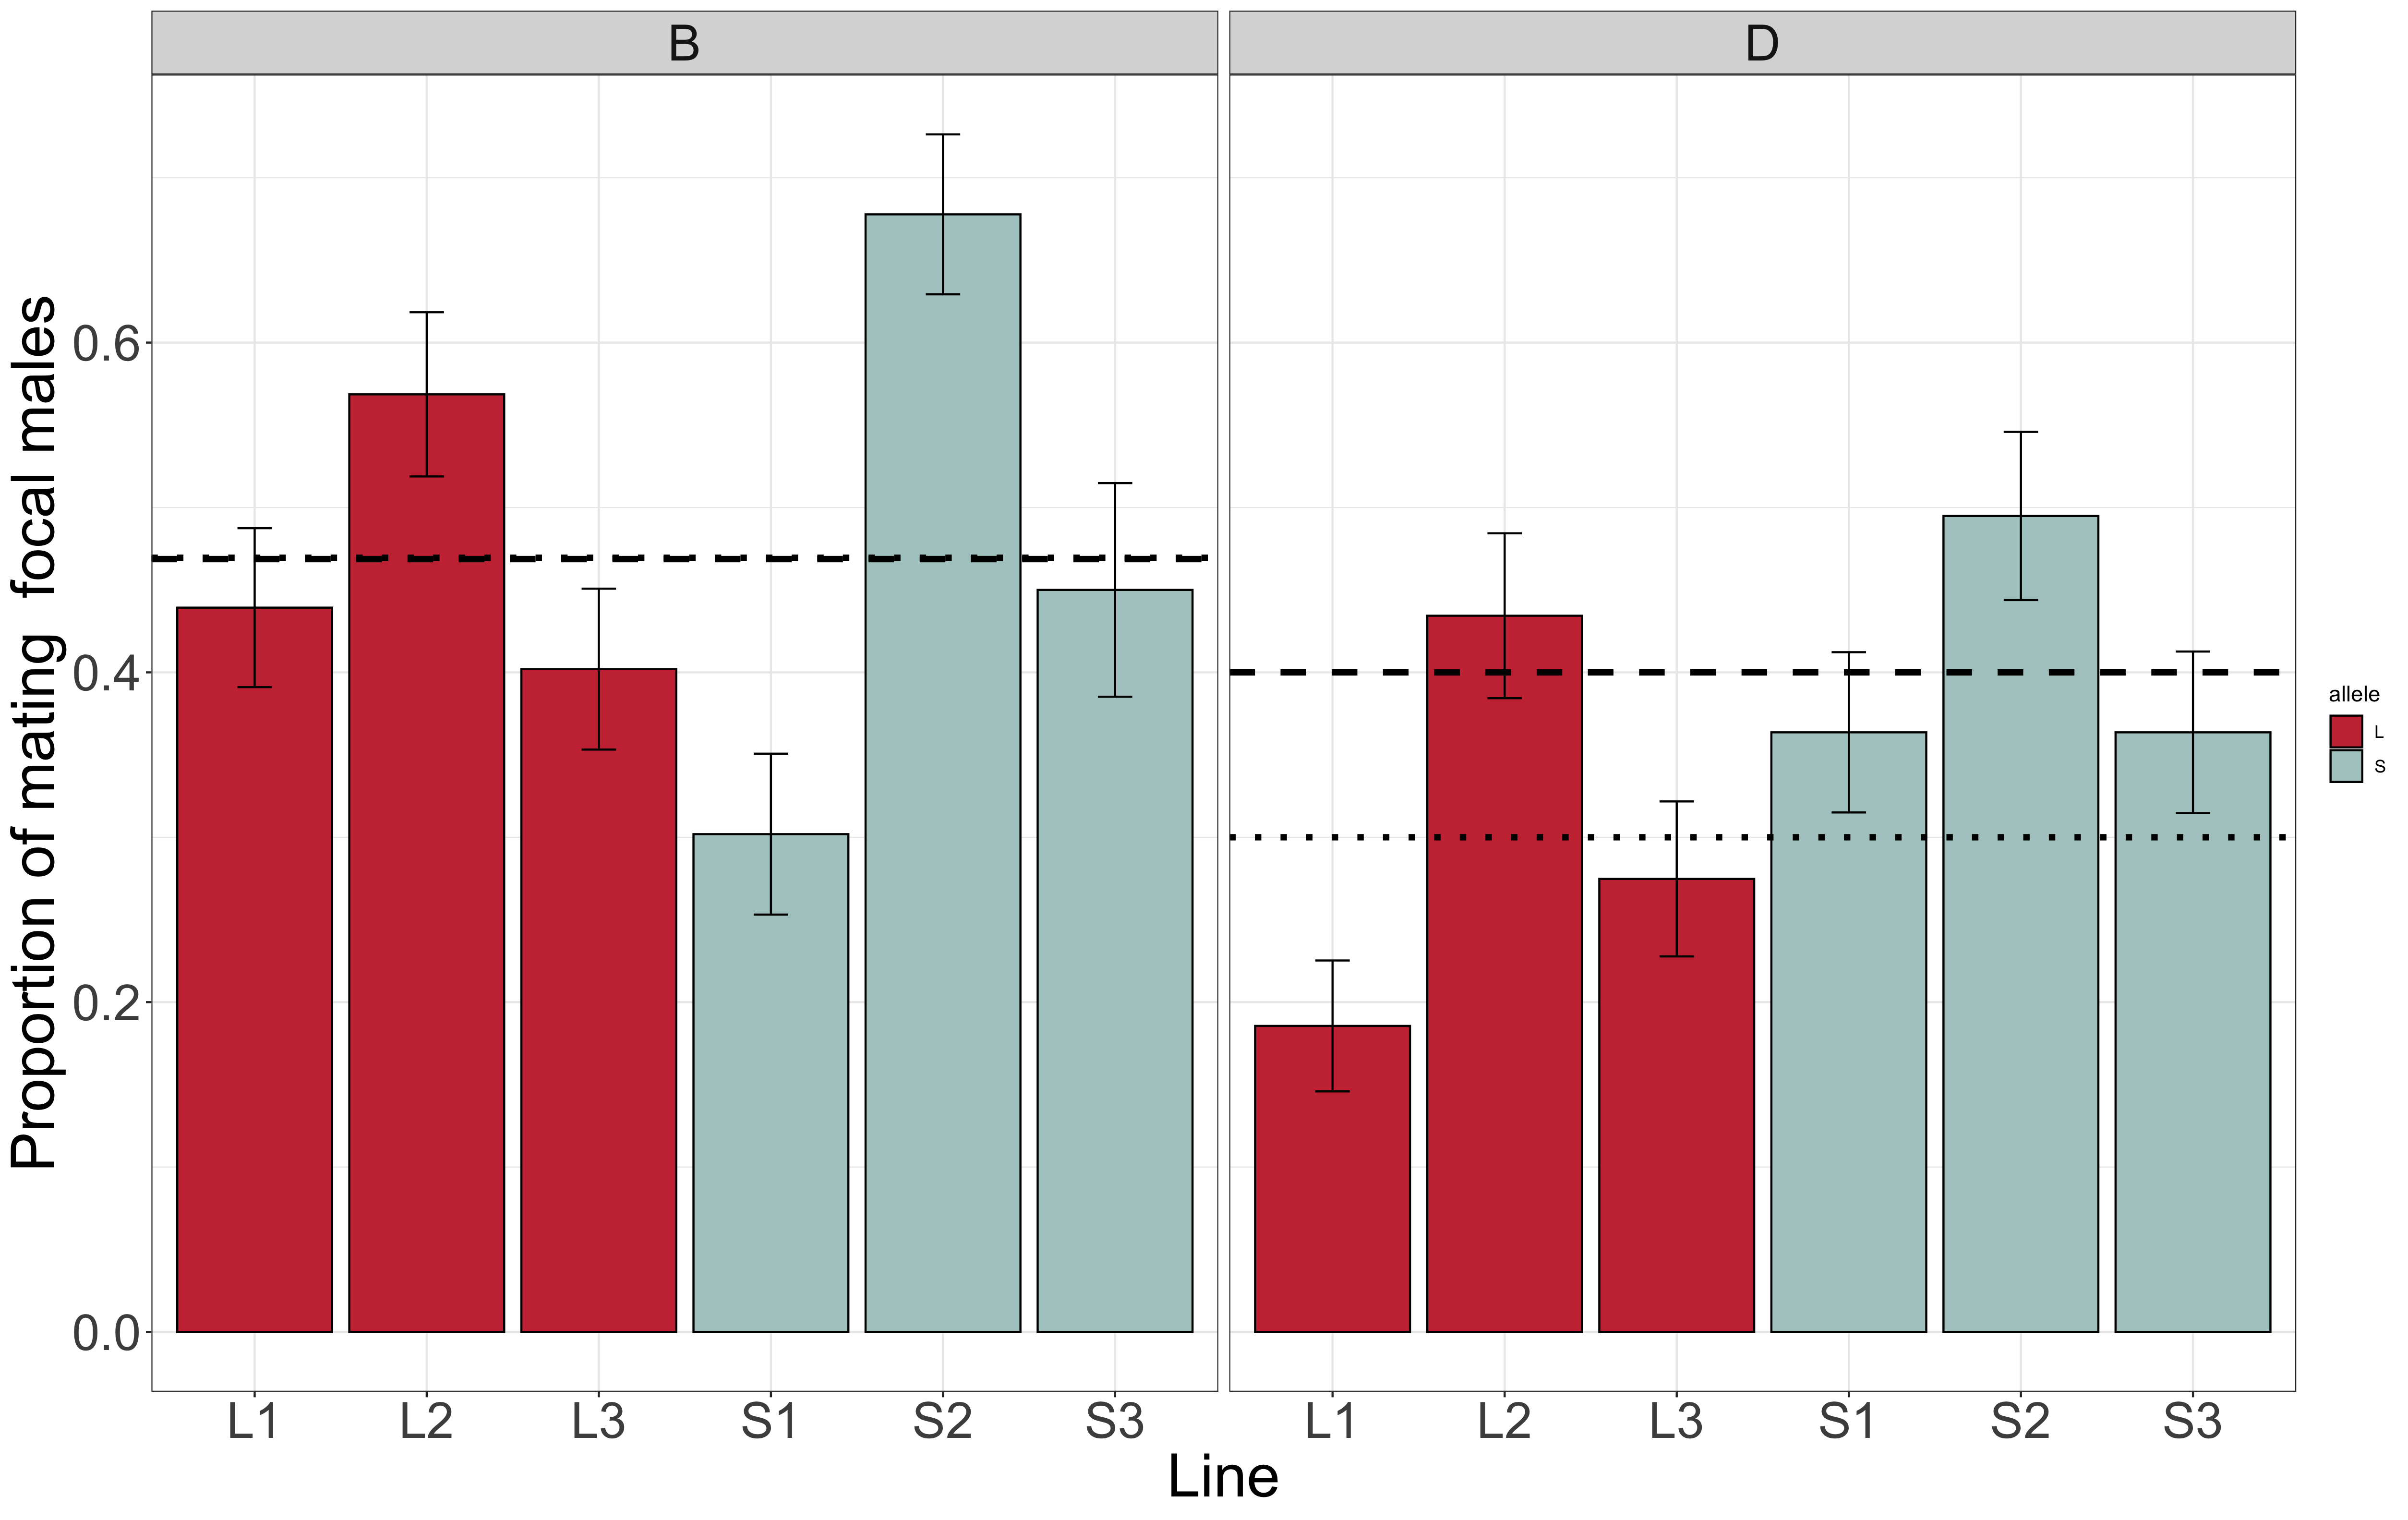 B
D
Proportion of mating  focal males
0.6
0.4
0.2
0.0
L1 L2 L3 S1 S2 S3
L1 L2 L3 S1 S2 S3
Line
allele
L
S